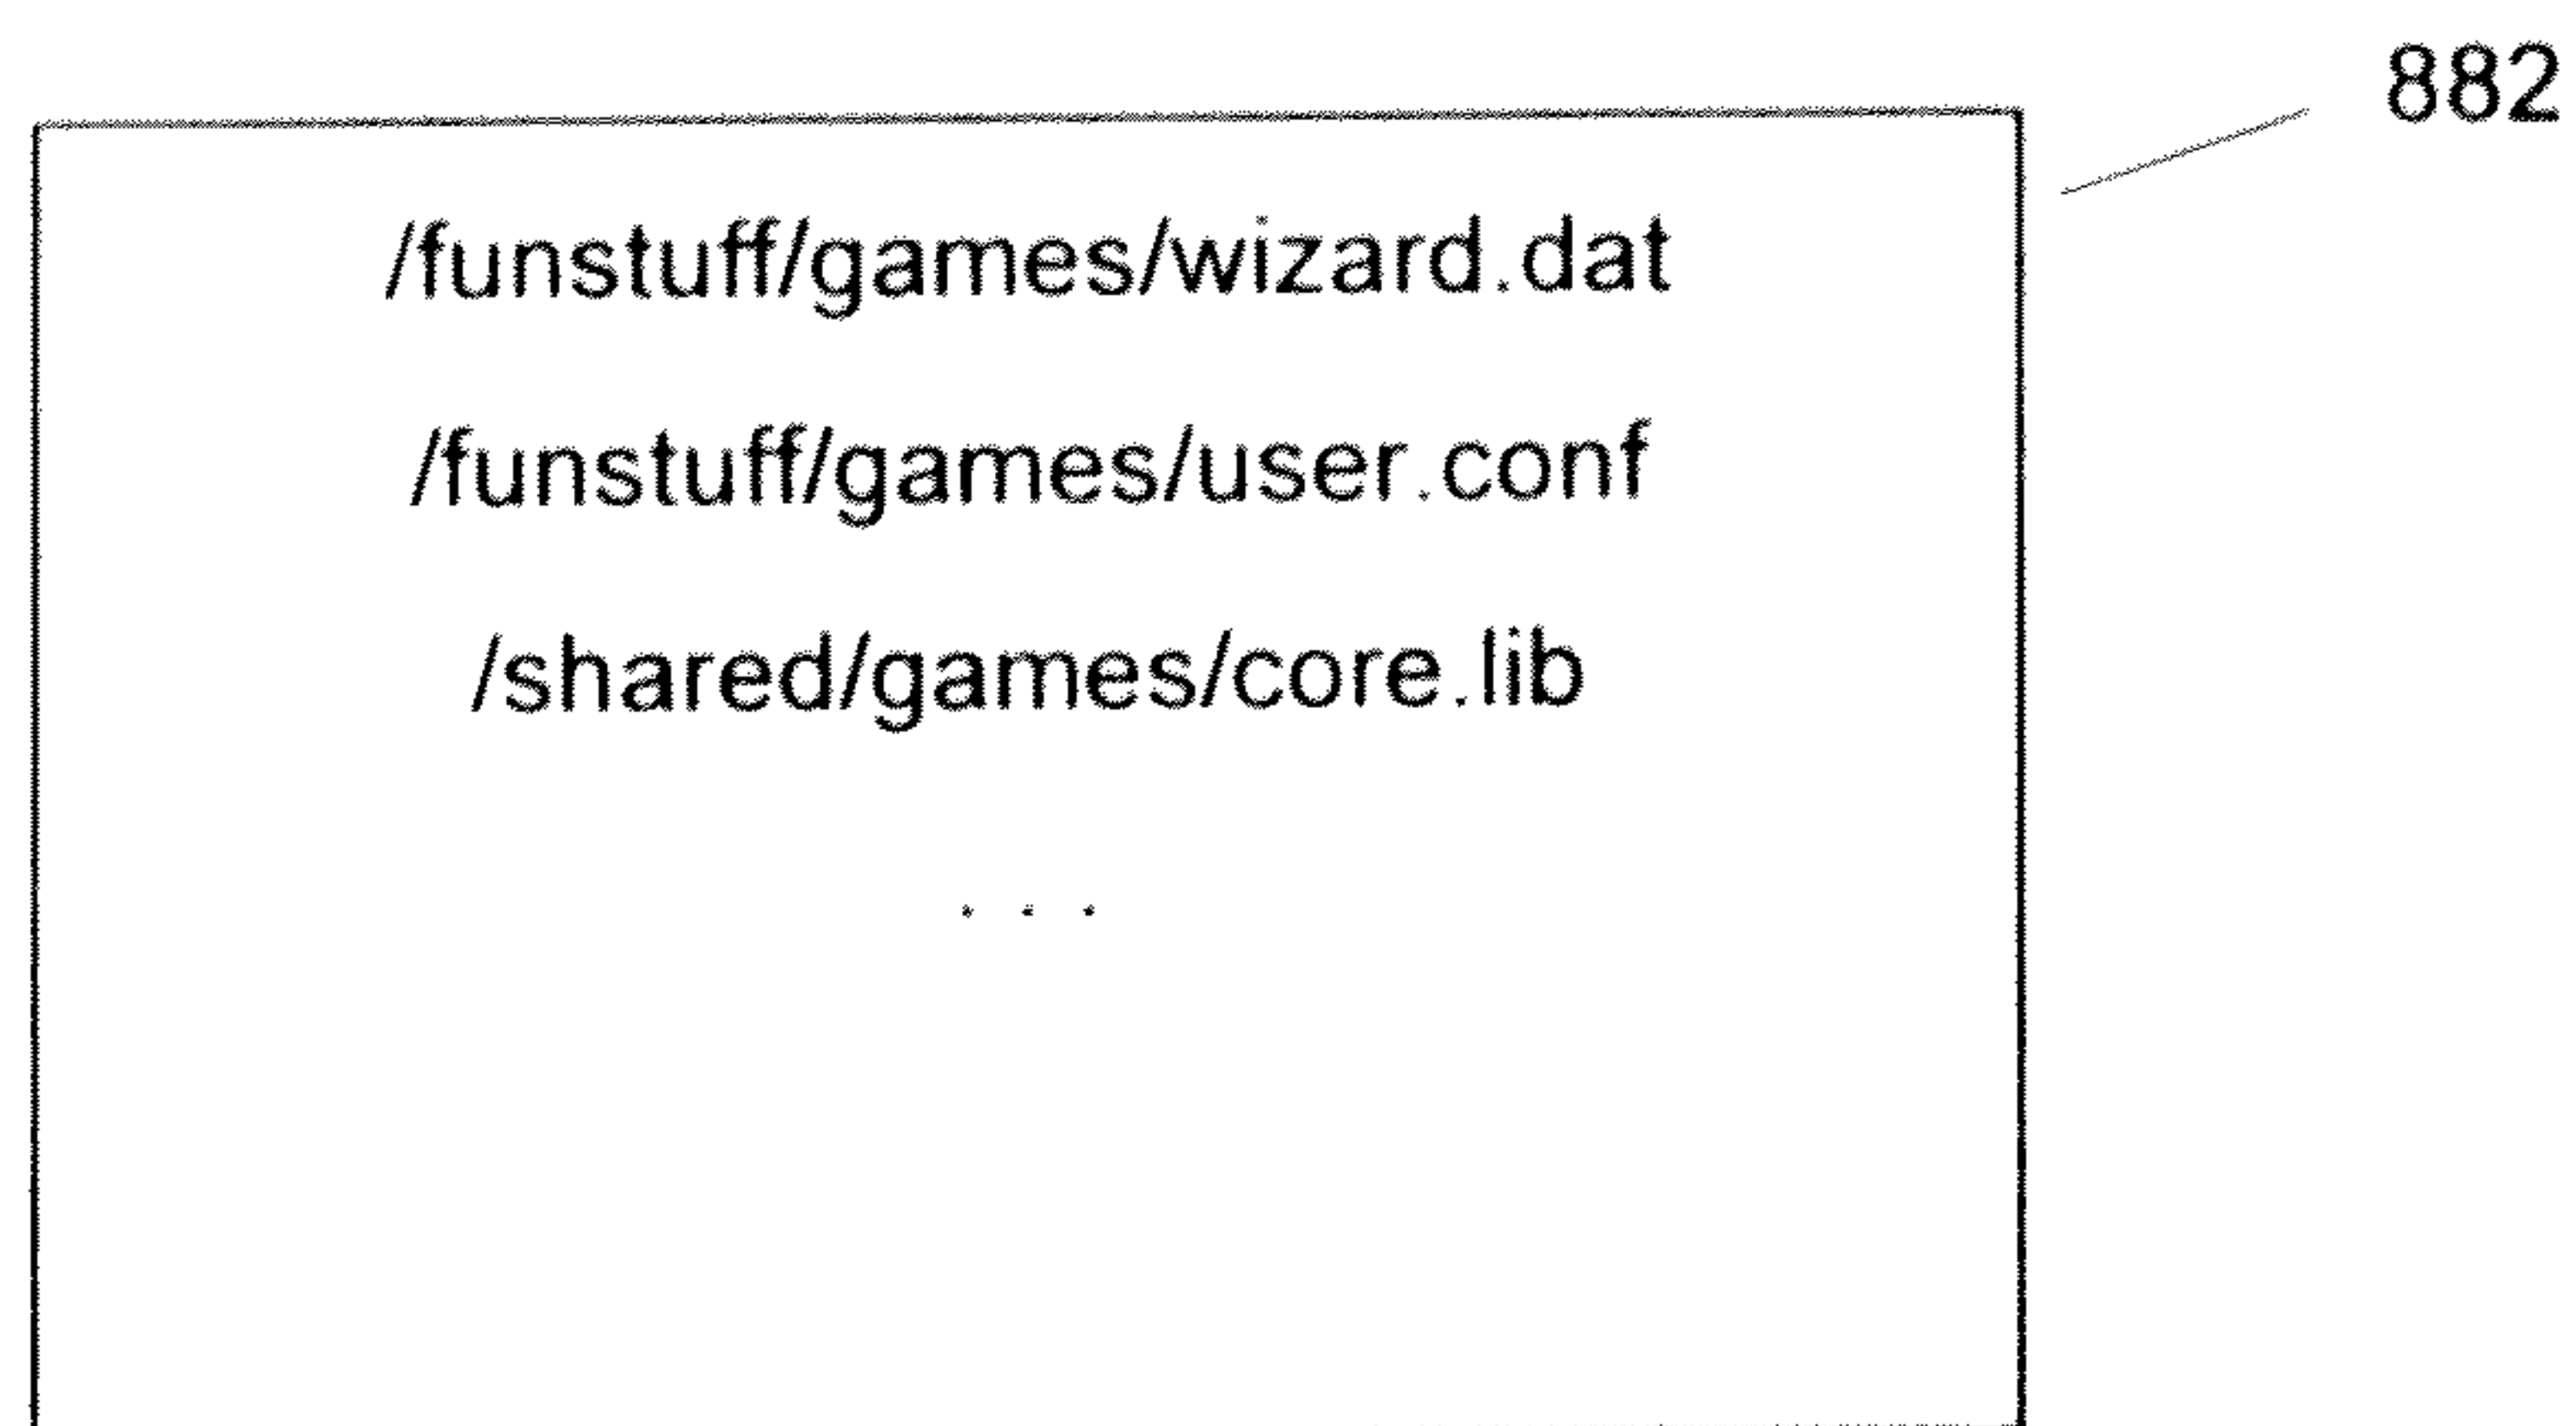 882
/funstuff/games/wizard.dat
/funstuff/games/user.conf
/shared/games/core.lib
. . .